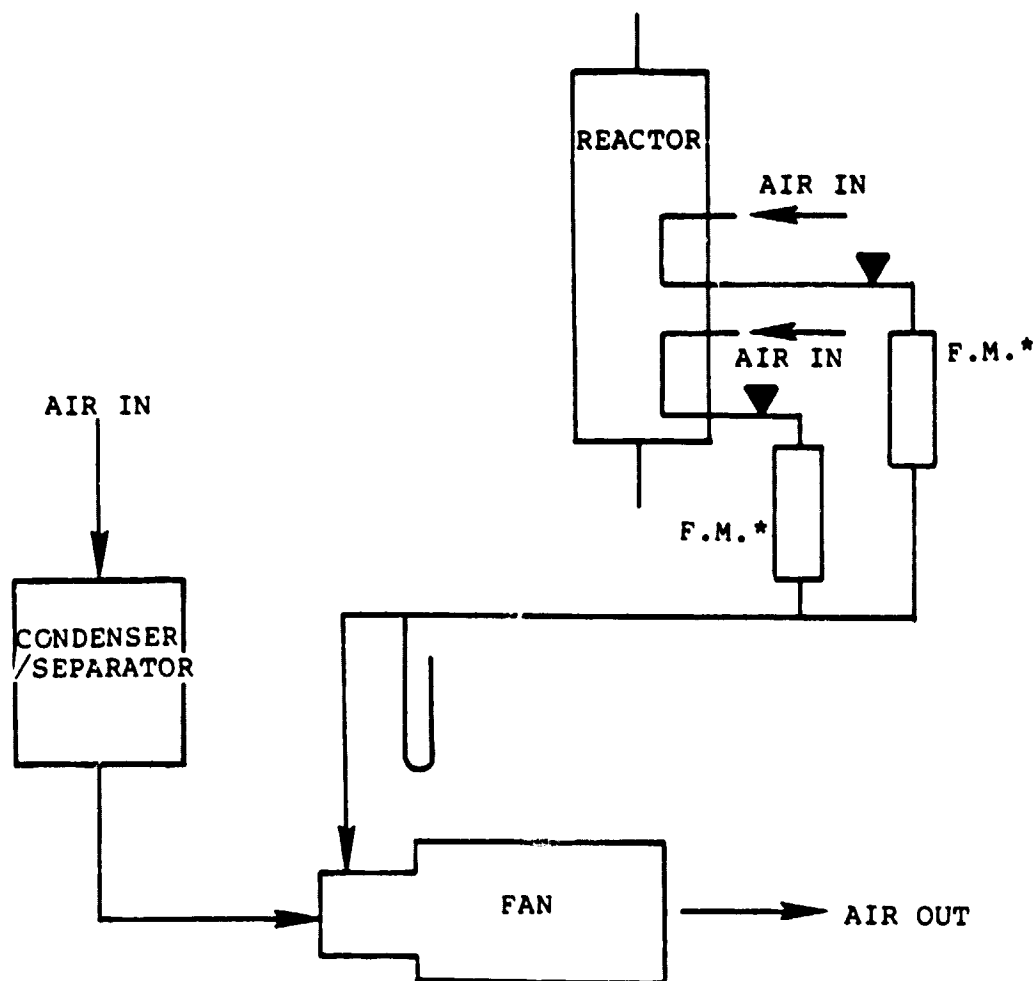 REACTOR
AIR IN
AIR IN
F.M.*
AIR IN
F.M.*
CONDENSER
/SEPARATOR
FAN
AIR OUT